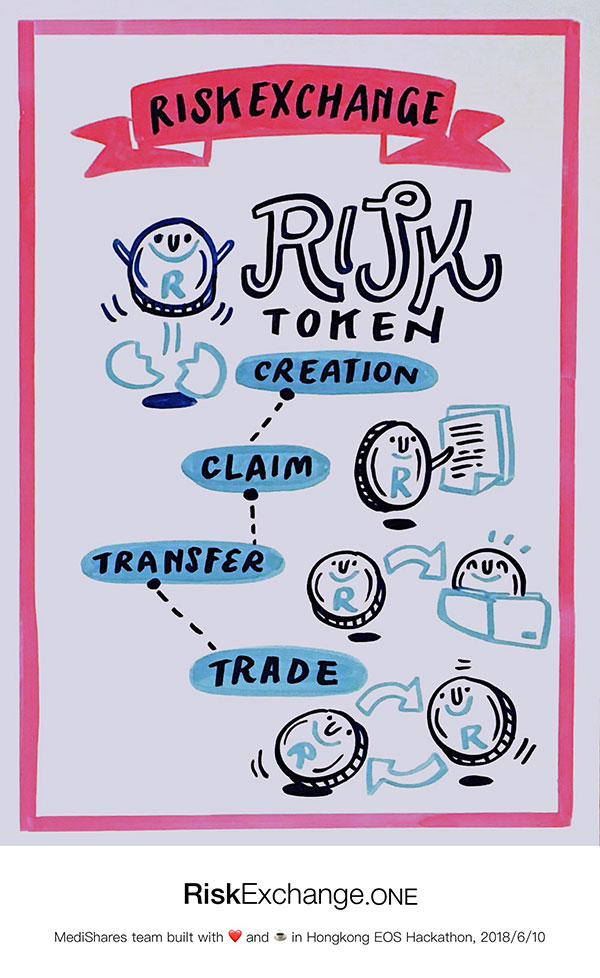 RISKEXCHANGE
RISK
TOKEN
R
CREATION
CLAIM
R
TRANSFER
R
TRADE
R
R
RiskExchange.ONE
MediShares team built with ❤️ and ☕ in Hongkong EOS Hackathon, 2018/6/10